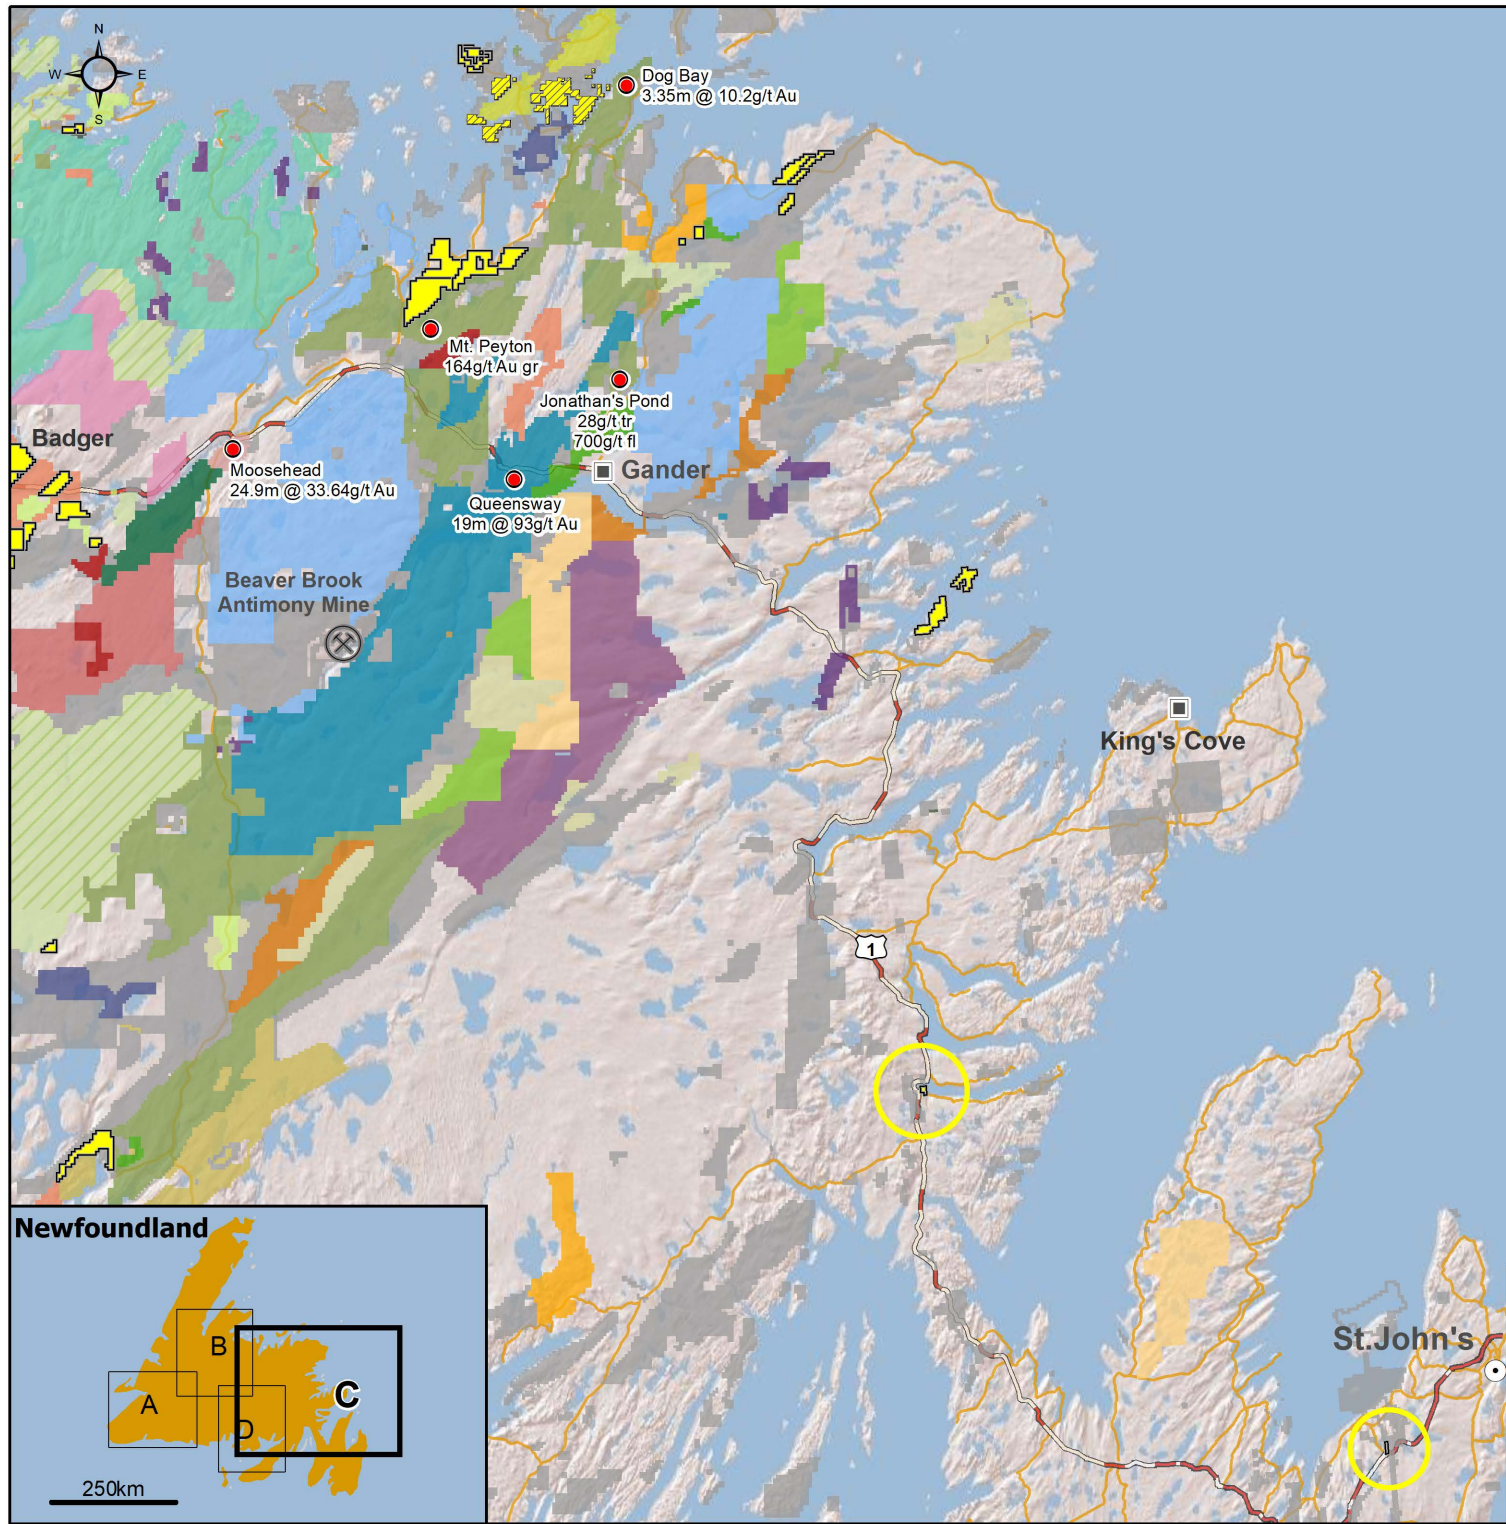 N
W E
S
Dog Bay
3.35m @ 10.2g/t Au
Mt. Peyton
164g/t Au gr
Jonathan's Pond
28g/t tr
700g/t fl
Badger
Moosehead
24.9m @ 33.64g/t Au
Gander
Queensway
19m @ 93g/t Au
Beaver Brook
Antimony Mine
King's Cove
1
Newfoundland
B
A
C
D
250km
St.John's